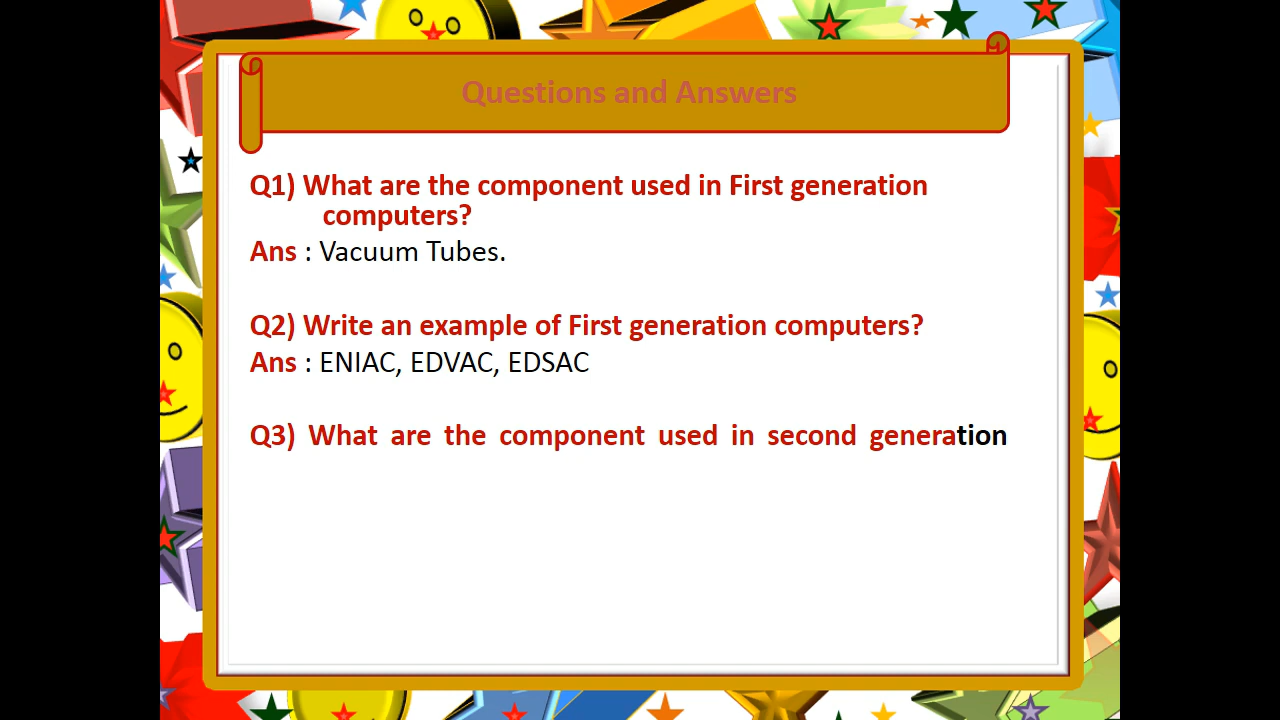 Questions and Answers
Q1) What are the component used in First generation
computers?
Ans : Vacuum Tubes.
Q2) Write an example of First generation computers?
Ans : ENIAC, EDVAC, EDSAC
Q3) What are the component used in second generation